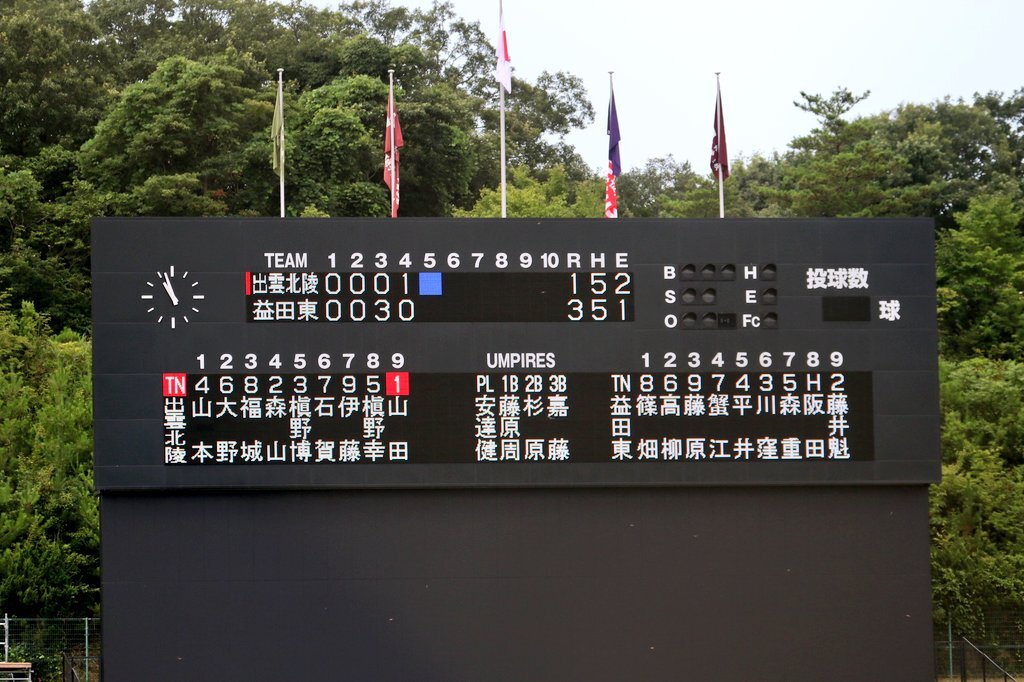 TEAM 1 2 3 4 5 6 7 8 9 10 R H E
出雲北陵 0 0 0 1 1 5 2
益田東 0 0 3 0 3 5 1
B H
S E
O Fc
投球数
球
1 2 3 4 5 6 7 8 9
TN 4 6 8 2 3 7 9 5 1
出雲北陵 山本 大野 福城 森山 槇野博 石賀 伊藤 槇野幸 山田
UMPIRES
PL 1B 2B 3B
安達健 藤原周 杉原 嘉藤
1 2 3 4 5 6 7 8 9
TN 8 6 9 7 4 3 5 H 2
益田東 篠畑 高柳 藤原 蟹江 平井 川窪 森重 阪田 藤井魁